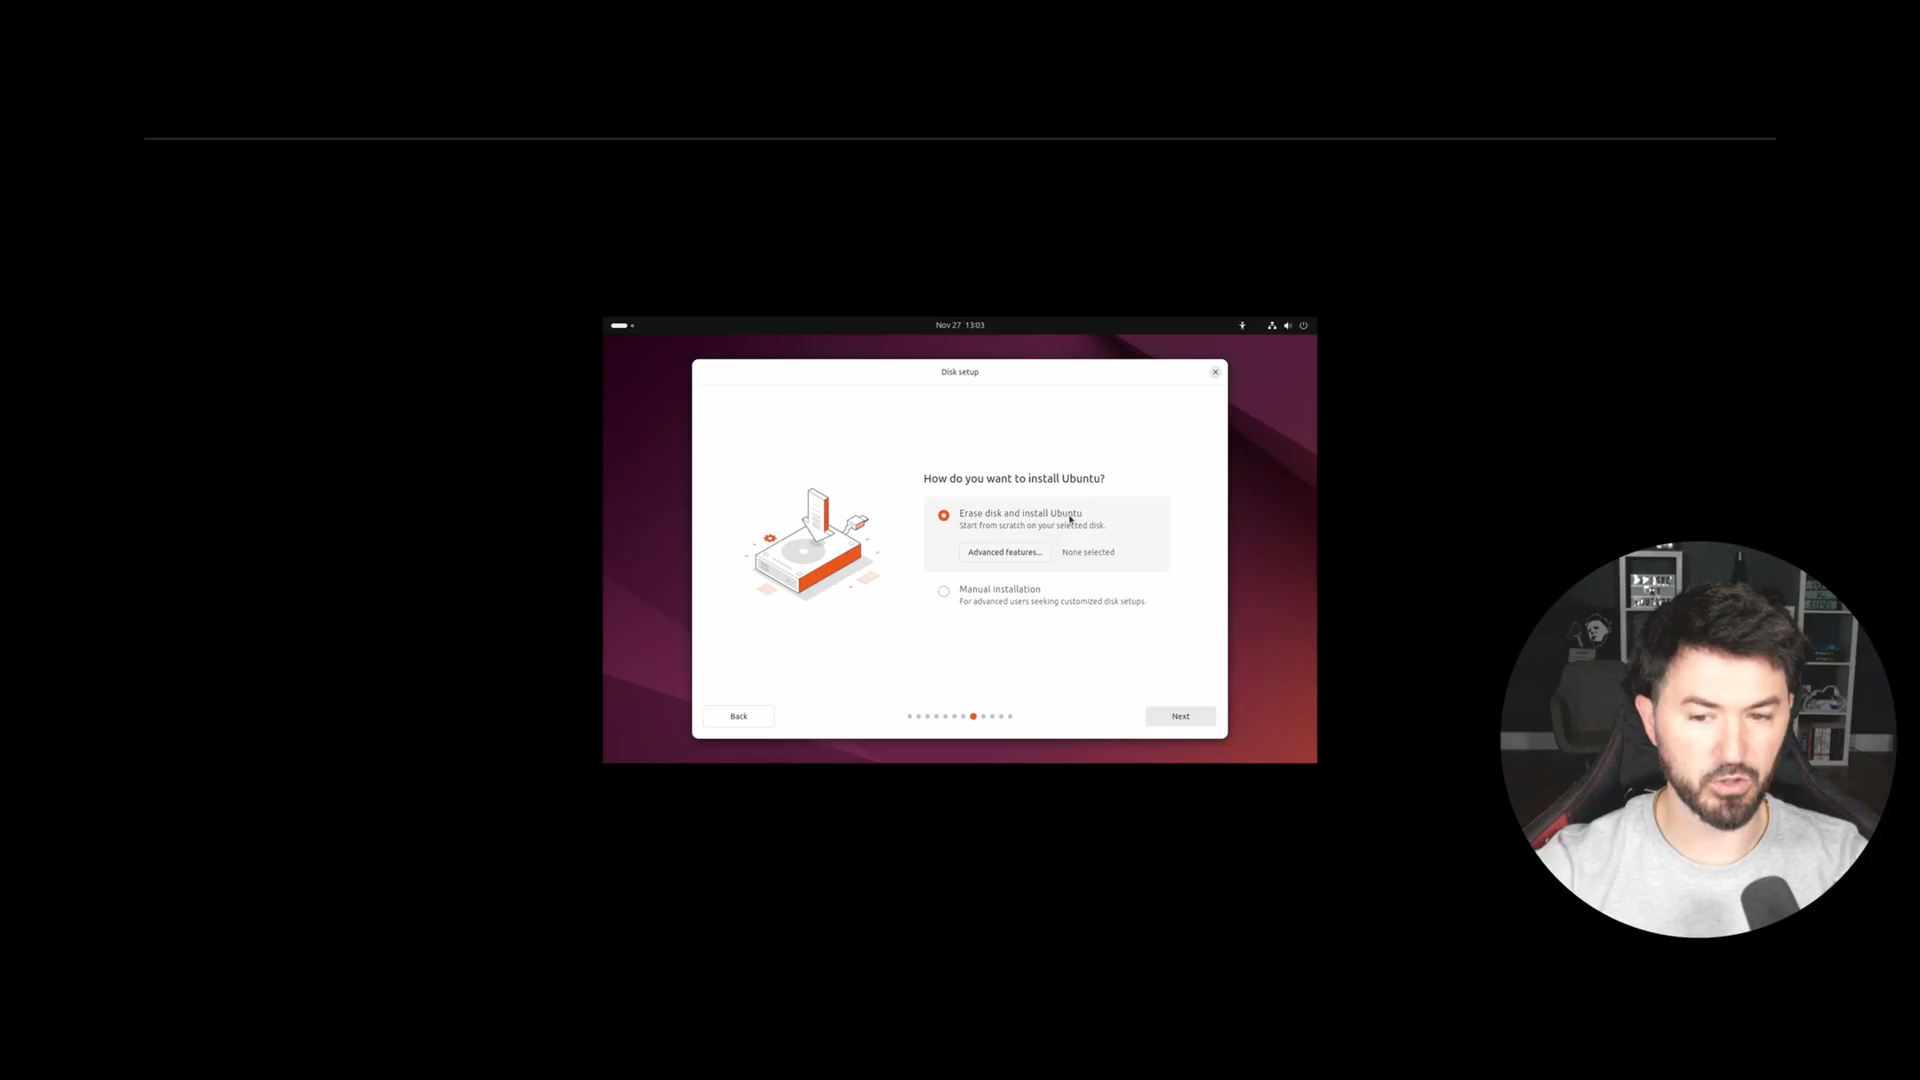 Nov 27 13:03
Disk setup
How do you want to install Ubuntu?
Erase disk and install Ubuntu
Start from scratch on your selected disk.
Advanced features... None selected
Manual installation
For advanced users seeking customized disk setups.
Back
Next